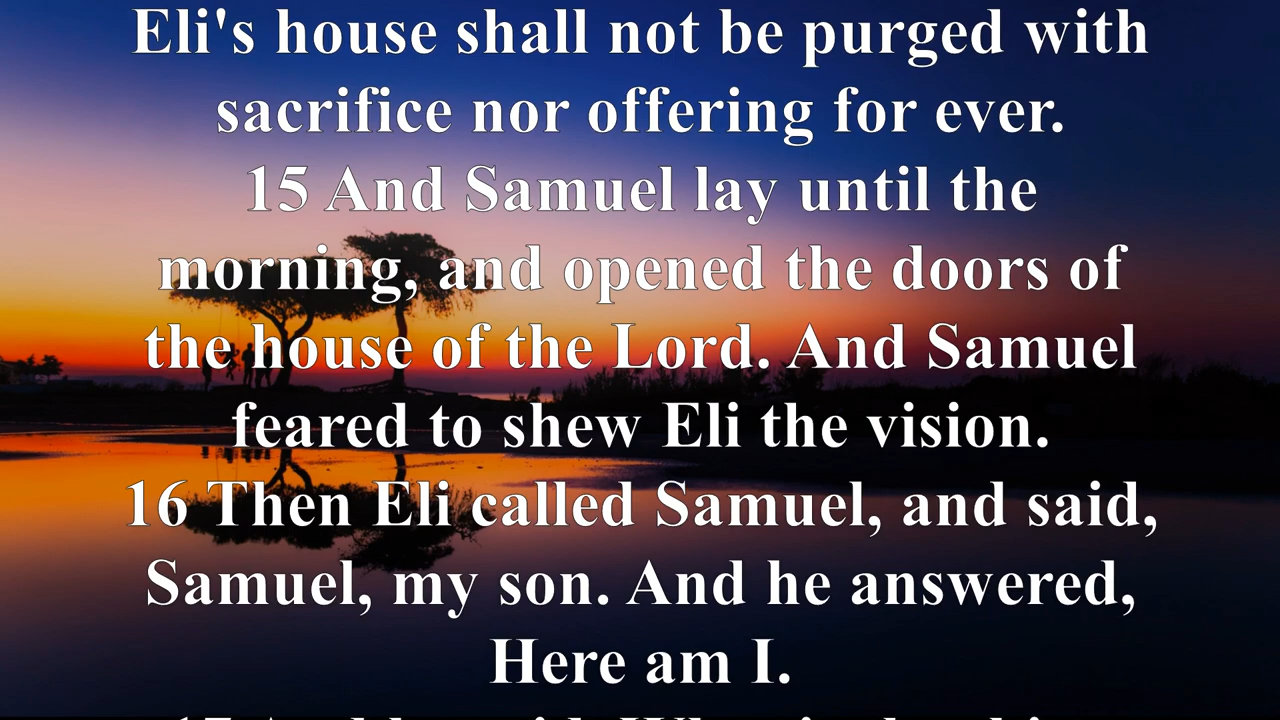 Eli's house shall not be purged with
sacrifice nor offering for ever.
15 And Samuel lay until the
morning, and opened the doors of
the house of the Lord. And Samuel
feared to shew Eli the vision.
16 Then Eli called Samuel, and said,
Samuel, my son. And he answered,
Here am I.